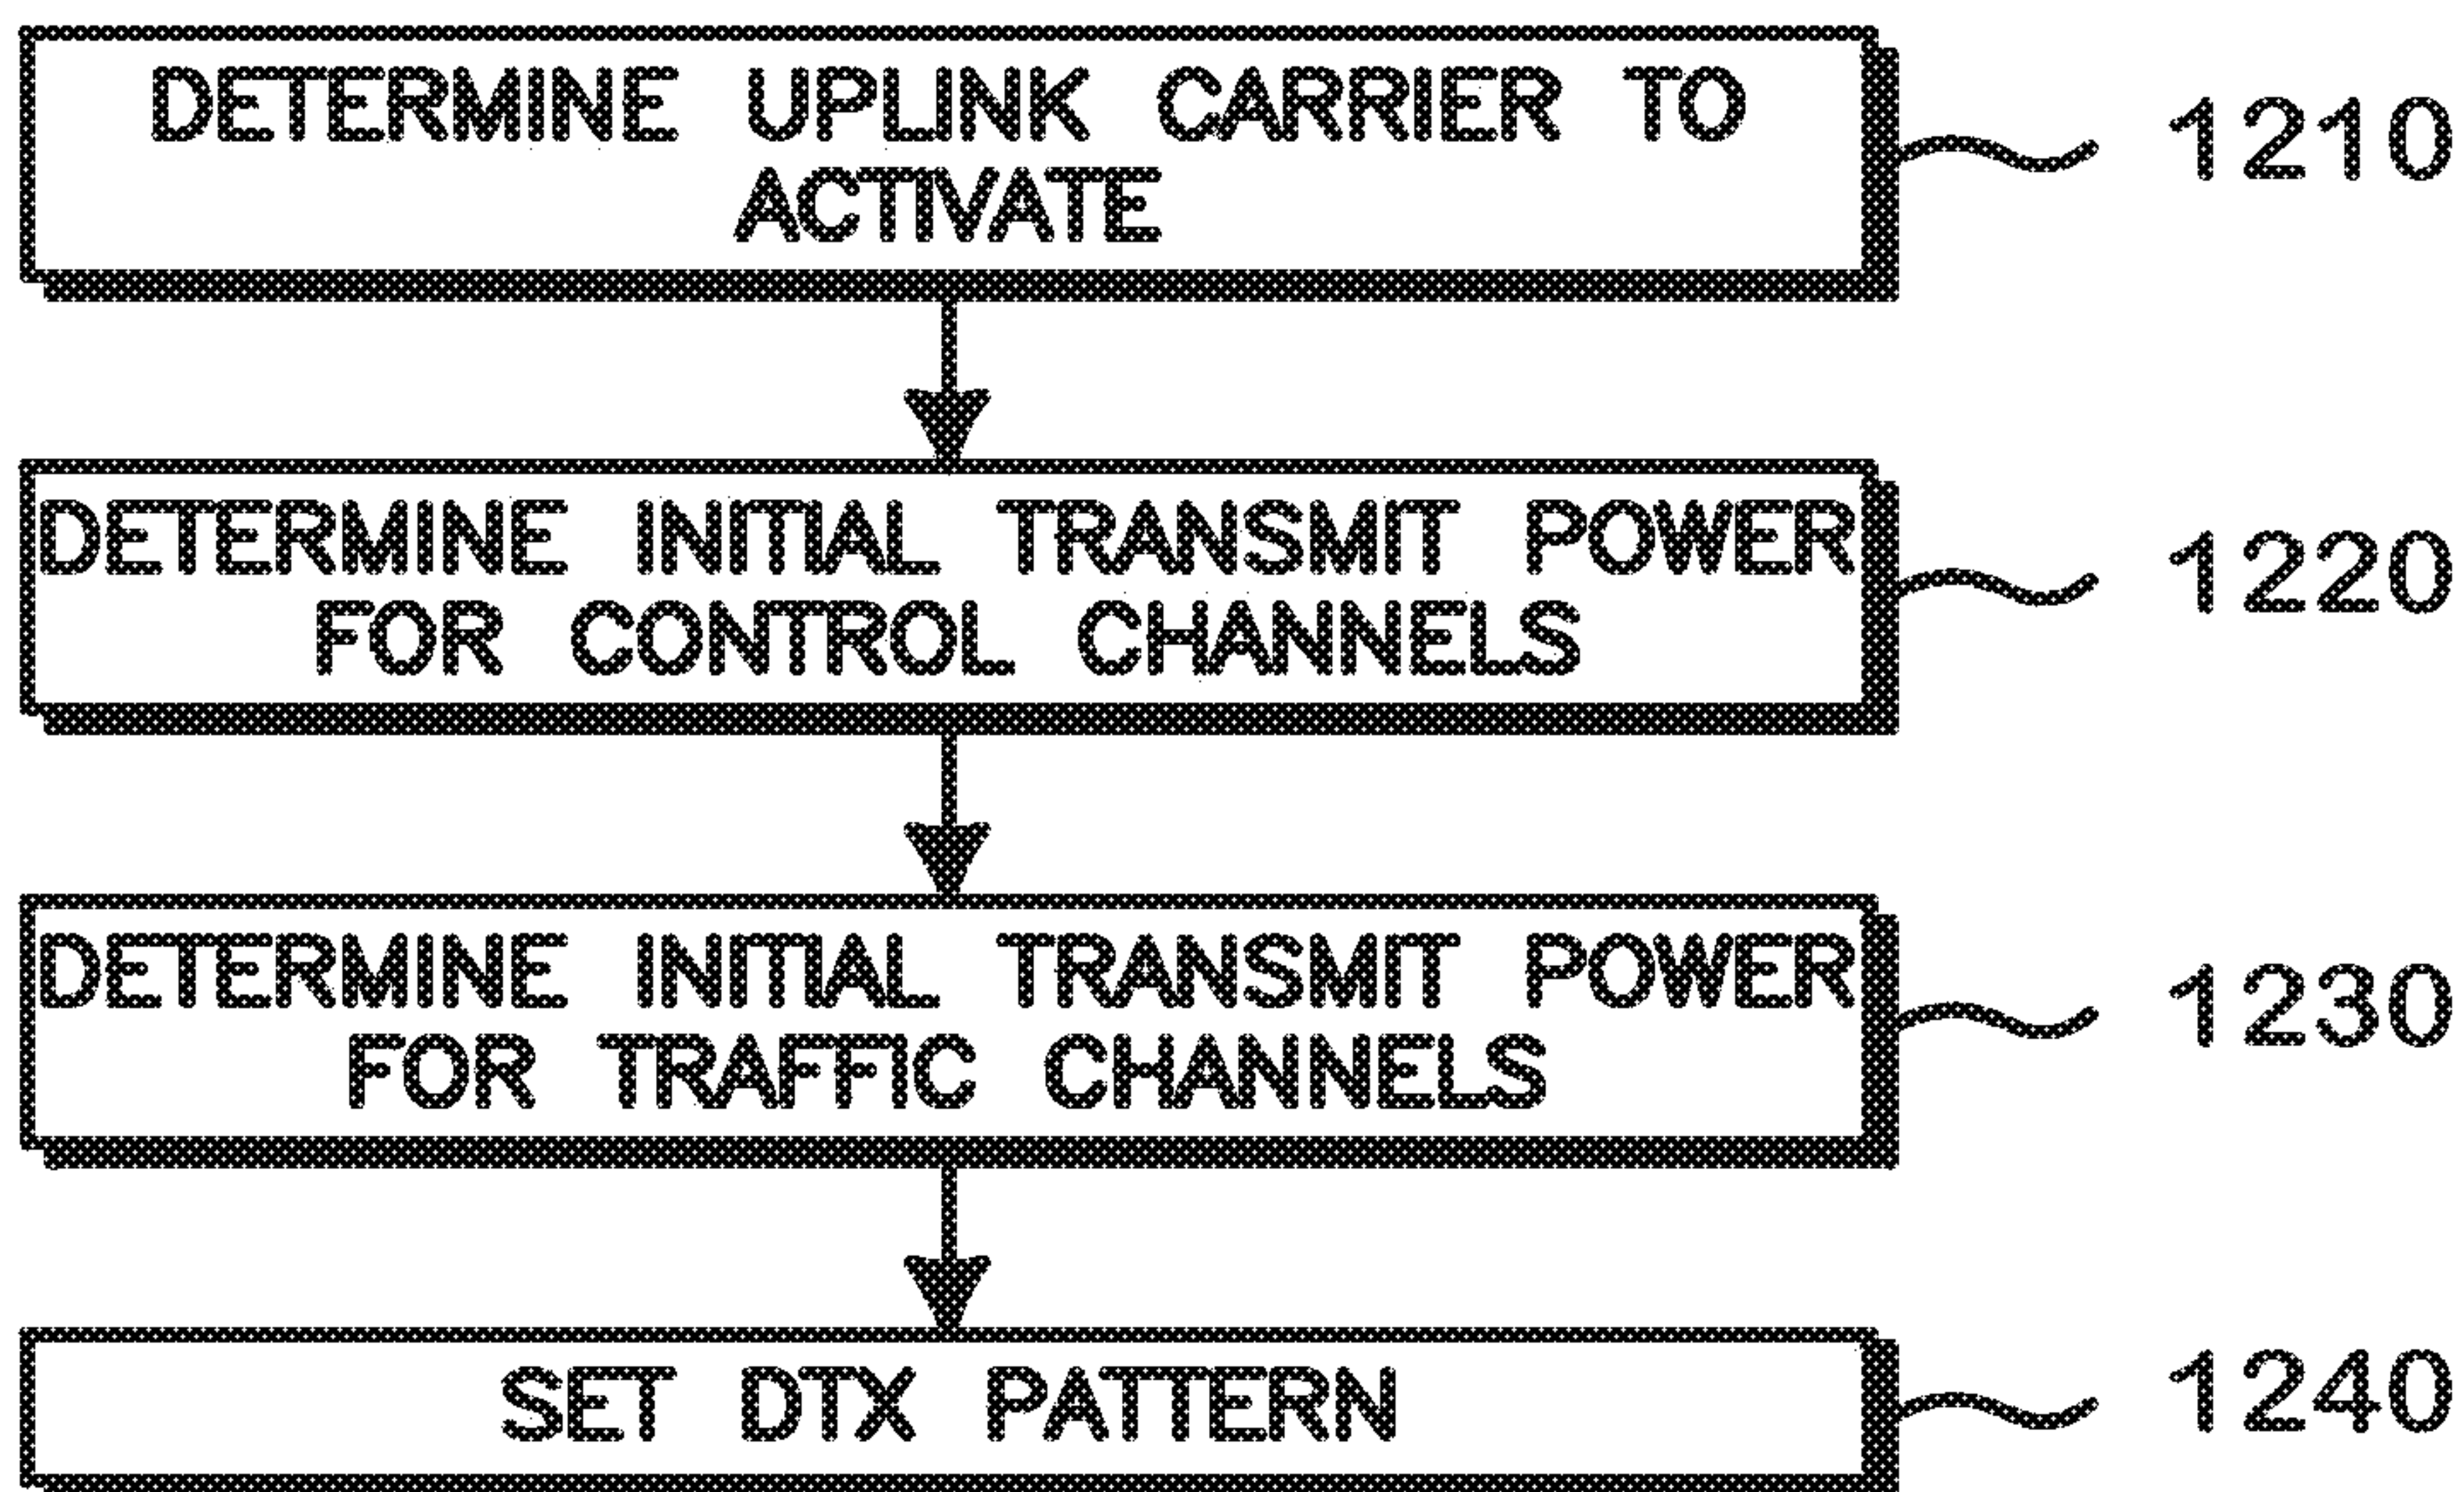 DETERMINE UPLINK CARRIER TO
ACTIVATE
1210
DETERMINE INITIAL TRANSMIT POWER
FOR CONTROL CHANNELS
1220
DETERMINE INITIAL TRANSMIT POWER
FOR TRAFFIC CHANNELS
1230
SET DTX PATTERN
1240